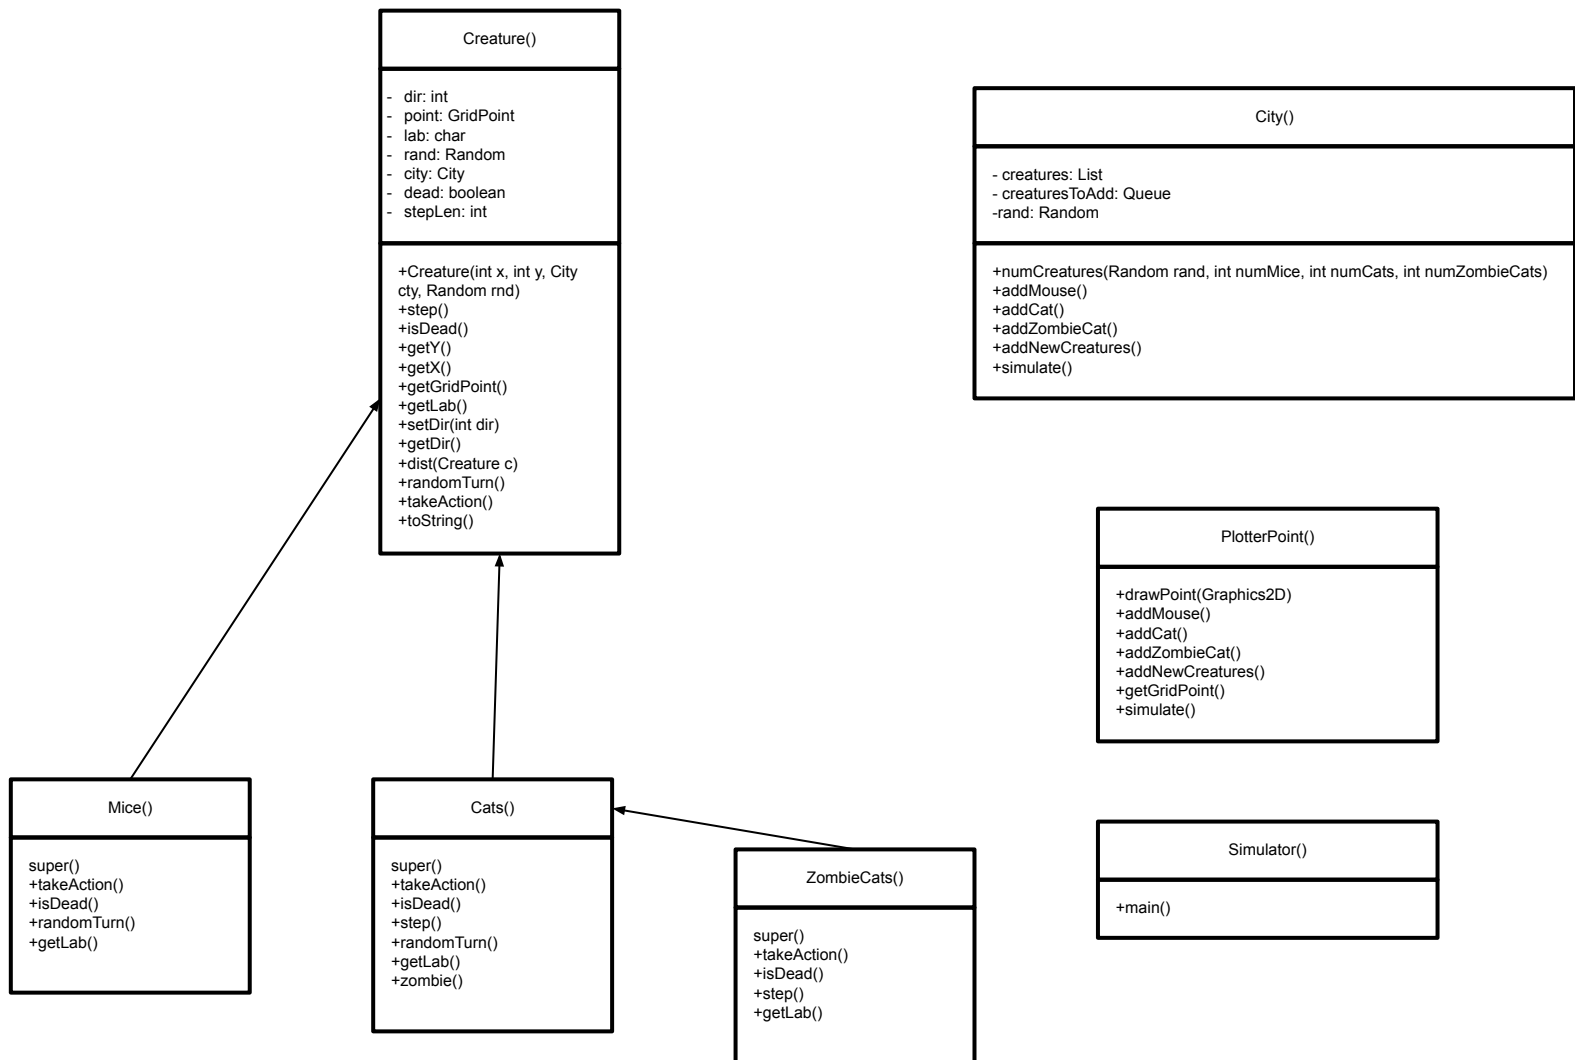 Creature()
- dir: int
- point: GridPoint
- lab: char
- rand: Random
- city: City
- dead: boolean
- stepLen: int
+Creature(int x, int y, City
cty, Random rnd)
+step()
+isDead()
+getY()
+getX()
+getGridPoint()
+getLab()
+setDir(int dir)
+getDir()
+dist(Creature c)
+randomTurn()
+takeAction()
+toString()
City()
- creatures: List
- creaturesToAdd: Queue
-rand: Random
+numCreatures(Random rand, int numMice, int numCats, int numZombieCats)
+addMouse()
+addCat()
+addZombieCat()
+addNewCreatures()
+simulate()
PlotterPoint()
+drawPoint(Graphics2D)
+addMouse()
+addCat()
+addZombieCat()
+addNewCreatures()
+getGridPoint()
+simulate()
Mice()
super()
+takeAction()
+isDead()
+randomTurn()
+getLab()
Cats()
super()
+takeAction()
+isDead()
+step()
+randomTurn()
+getLab()
+zombie()
ZombieCats()
super()
+takeAction()
+isDead()
+step()
+getLab()
Simulator()
+main()